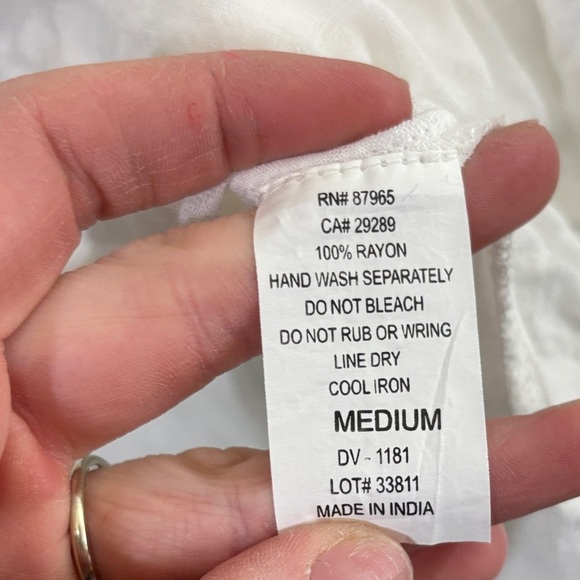 RN# 87965
CA# 29289
100% RAYON
HAND WASH SEPARATELY
DO NOT BLEACH
DO NOT RUB OR WRING
LINE DRY
COOL IRON
MEDIUM
DV - 1181
LOT# 33811
MADE IN INDIA